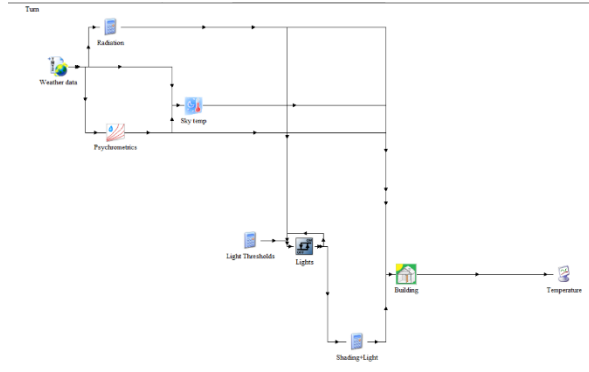 Turn
Radiation
Weather data
Sky temp
Psychrometrics
Light Thresholds
Lights
Building
Temperature
Shading+Light